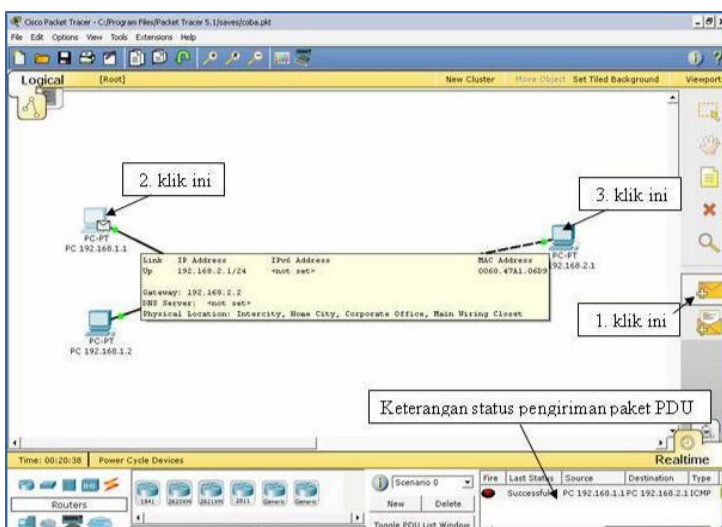 Cisco Packet Tracer - C:/Program Files/Packet Tracer 5.1/saves/coba.pkt
File Edit Options View Tools Extensions Help
Logical [Root] New Cluster Move Object Set Tiled Background Viewport
2. klik ini
3. klik ini
PC-PT
PC 192.168.1.1
PC-PT
192.168.2.1
Link IP Address IPv6 Address MAC Address
Up 192.168.2.1/24 <not set> 0060.47A1.06D9
Gateway: 192.168.2.2
DNS Server: <not set>
Physical Location: Intercity, Home City, Corporate Office, Main Wiring Closet
1. klik ini
PC-PT
PC 192.168.1.2
Keterangan status pengiriman paket PDU
Time: 00:20:38 Power Cycle Devices Realtime
Scenario 0
Fire Last Status Source Destination Type
Successful PC 192.168.1.1 PC 192.168.2.1 ICMP
Routers
1841 2620XM 2621XM 2811 Generic Generic
New Delete
Toggle PDU List Window